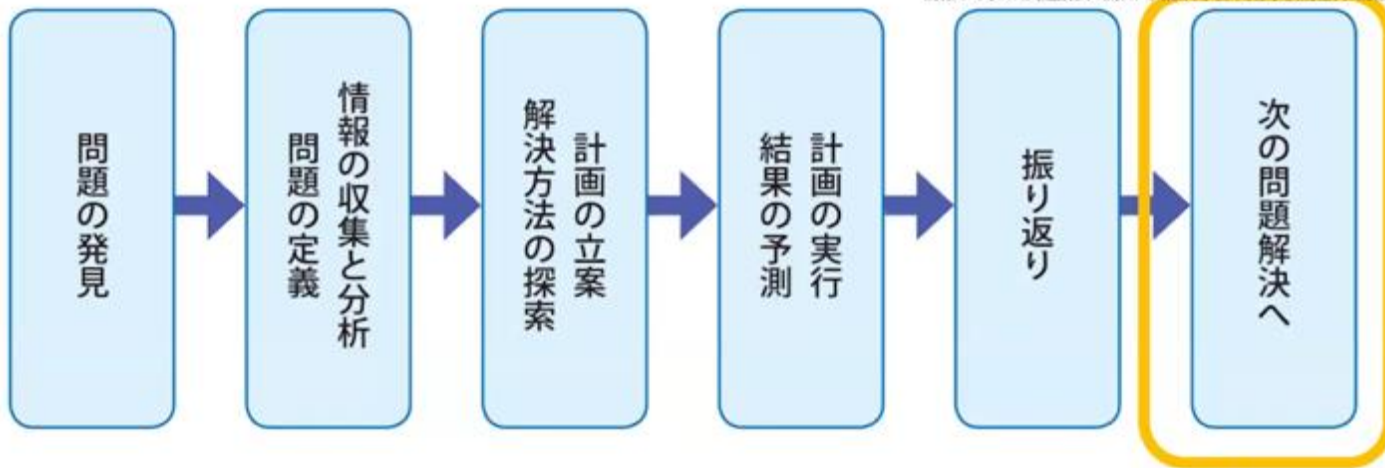 問題の発見
情報の収集と分析
問題の定義
計画の立案
解決方法の探索
計画の実行
結果の予測
振り返り
次の問題解決へ